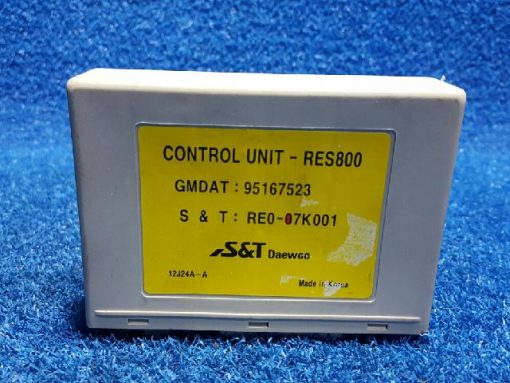 CONTROL UNIT - RES800
GMDAT : 95167523
S & T : RE0-07K001
S&T Daewoo
12J24A-A
Made in Korea